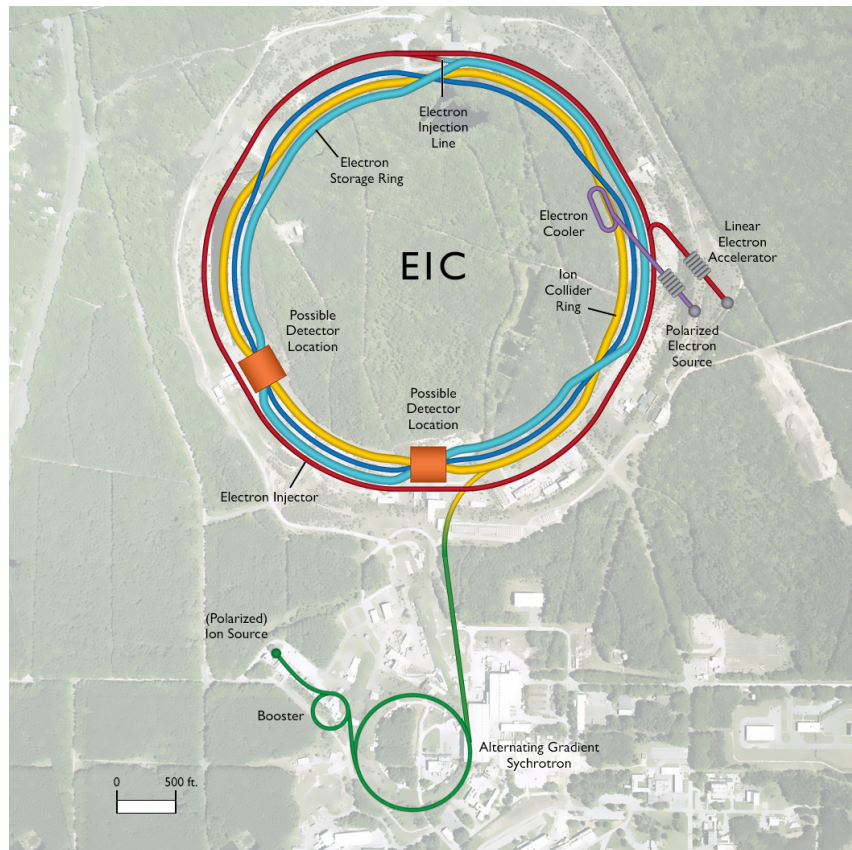 Electron
Injection
Line
Electron
Storage Ring
Electron
Cooler
Linear
Electron
Accelerator
EIC
Ion
Collider
Ring
Possible
Detector
Location
Polarized
Electron
Source
Possible
Detector
Location
Electron Injector
(Polarized)
Ion Source
Booster
Alternating Gradient
Sychrotron
0 500 ft.